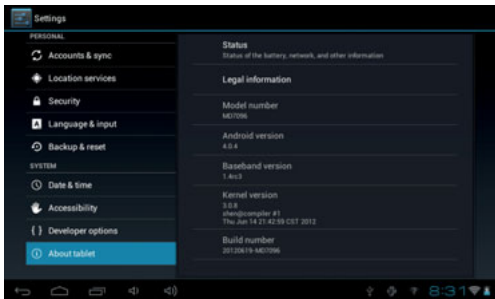 Settings
PERSONAL
Accounts & sync
Location services
Security
Language & input
Backup & reset
SYSTEM
Date & time
Accessibility
{ } Developer options
About tablet
Status
Status of the battery, network, and other information
Legal information
Model number
MD7096
Android version
4.0.4
Baseband version
1.4rc3
Kernel version
3.0.8
shen@compiler #1
Thu Jun 14 21:42:59 CST 2012
Build number
20120619-MD7096
8:31